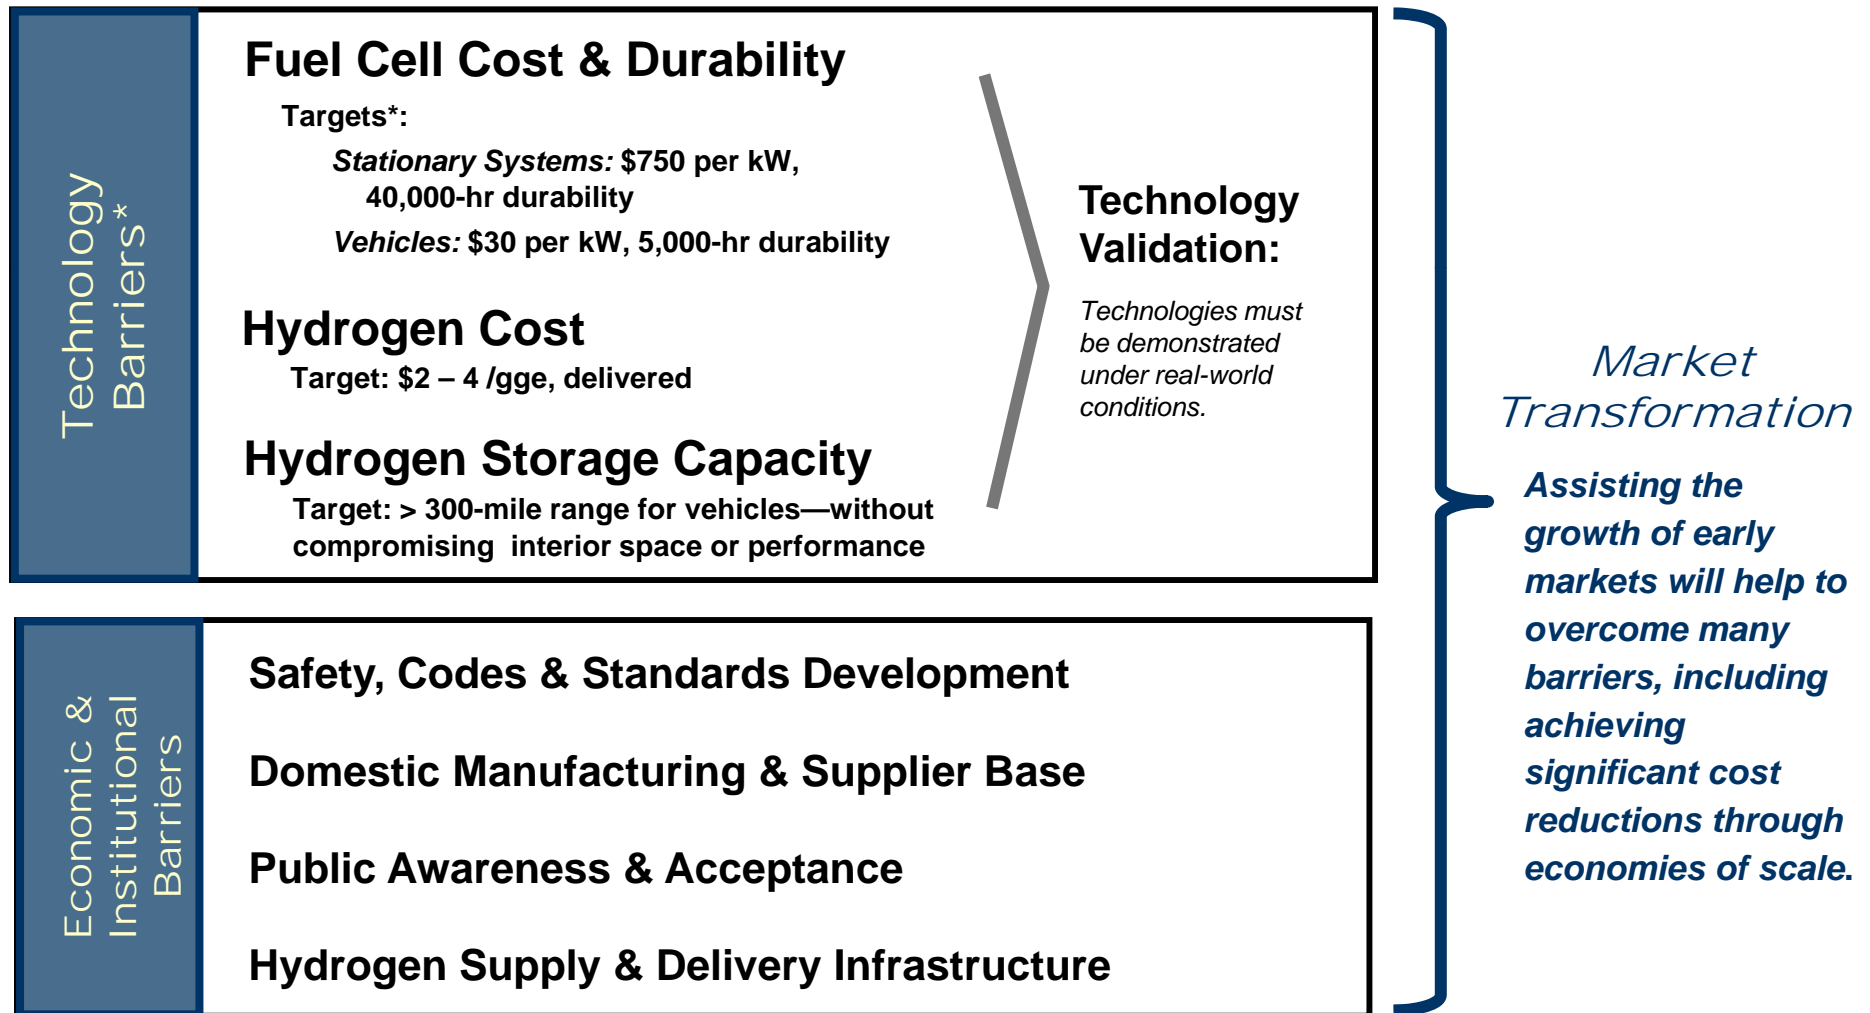 Technology
Barriers*
Fuel Cell Cost & Durability
Targets*:
Stationary Systems: $750 per kW,
40,000-hr durability
Vehicles: $30 per kW, 5,000-hr durability
Hydrogen Cost
Target: $2 – 4 /gge, delivered
Hydrogen Storage Capacity
Target: > 300-mile range for vehicles—without
compromising interior space or performance
Technology
Validation:
Technologies must
be demonstrated
under real-world
conditions.
Economic &
Institutional
Barriers
Safety, Codes & Standards Development
Domestic Manufacturing & Supplier Base
Public Awareness & Acceptance
Hydrogen Supply & Delivery Infrastructure
Market
Transformation
Assisting the
growth of early
markets will help to
overcome many
barriers, including
achieving
significant cost
reductions through
economies of scale.